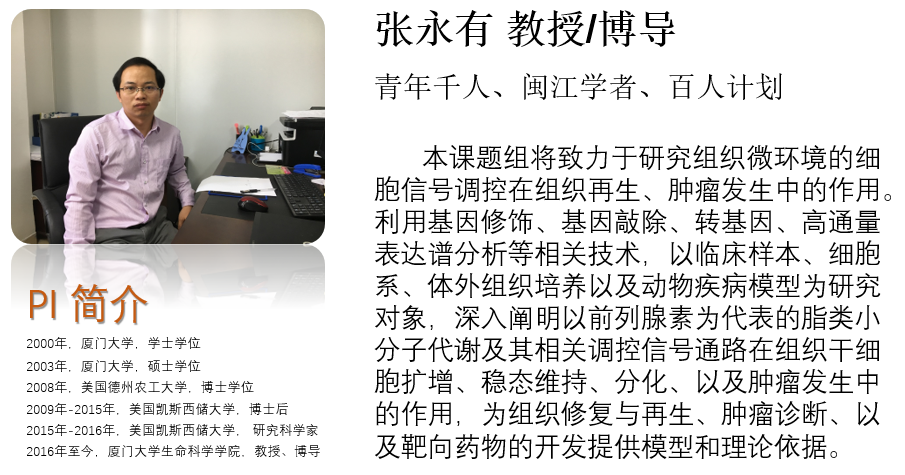 张永有 教授/博导
青年千人、闽江学者、百人计划
本课题组将致力于研究组织微环境的细
胞信号调控在组织再生、肿瘤发生中的作用。
利用基因修饰、基因敲除、转基因、高通量
表达谱分析等相关技术，以临床样本、细胞
系、体外组织培养以及动物疾病模型为研究
对象，深入阐明以前列腺素为代表的脂类小
分子代谢及其相关调控信号通路在组织干细
胞扩增、稳态维持、分化、以及肿瘤发生中
的作用，为组织修复与再生、肿瘤诊断、以
及靶向药物的开发提供模型和理论依据。
PI 简介
2000年，厦门大学，学士学位
2003年，厦门大学，硕士学位
2008年，美国德州农工大学，博士学位
2009年-2015年，美国凯斯西储大学，博士后
2015年-2016年，美国凯斯西储大学， 研究科学家
2016年至今，厦门大学生命科学学院，教授、博导